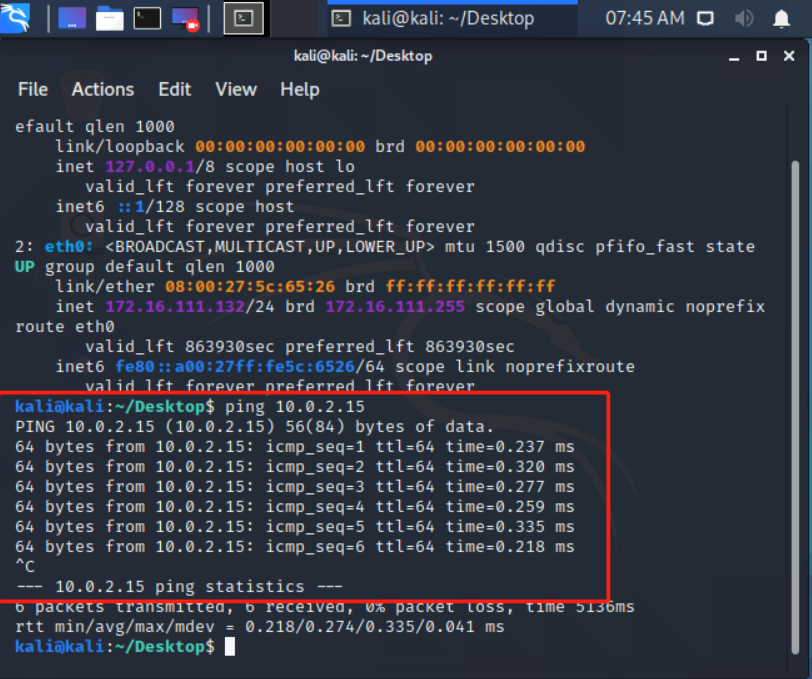 kali@kali: ~/Desktop
07:45 AM
kali@kali: ~/Desktop
File Actions Edit View Help
efault qlen 1000
link/loopback 00:00:00:00:00:00 brd 00:00:00:00:00:00
inet 127.0.0.1/8 scope host lo
valid_lft forever preferred_lft forever
inet6 ::1/128 scope host
valid_lft forever preferred_lft forever
2: eth0: <BROADCAST,MULTICAST,UP,LOWER_UP> mtu 1500 qdisc pfifo_fast state
UP group default qlen 1000
link/ether 08:00:27:5c:65:26 brd ff:ff:ff:ff:ff:ff
inet 172.16.111.132/24 brd 172.16.111.255 scope global dynamic noprefix
route eth0
valid_lft 863930sec preferred_lft 863930sec
inet6 fe80::a00:27ff:fe5c:6526/64 scope link noprefixroute
valid_lft forever preferred_lft forever
kali@kali:~/Desktop$ ping 10.0.2.15
PING 10.0.2.15 (10.0.2.15) 56(84) bytes of data.
64 bytes from 10.0.2.15: icmp_seq=1 ttl=64 time=0.237 ms
64 bytes from 10.0.2.15: icmp_seq=2 ttl=64 time=0.320 ms
64 bytes from 10.0.2.15: icmp_seq=3 ttl=64 time=0.277 ms
64 bytes from 10.0.2.15: icmp_seq=4 ttl=64 time=0.259 ms
64 bytes from 10.0.2.15: icmp_seq=5 ttl=64 time=0.335 ms
64 bytes from 10.0.2.15: icmp_seq=6 ttl=64 time=0.218 ms
^C
--- 10.0.2.15 ping statistics ---
6 packets transmitted, 6 received, 0% packet loss, time 5136ms
rtt min/avg/max/mdev = 0.218/0.274/0.335/0.041 ms
kali@kali:~/Desktop$